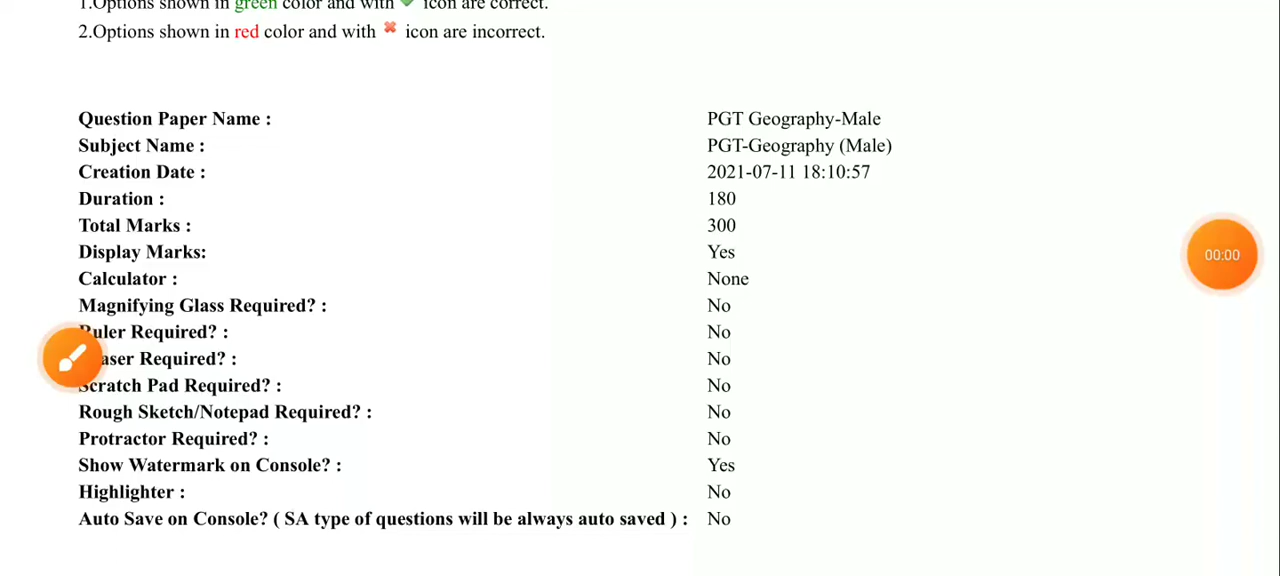 1.Options shown in green color and with icon are correct.
2.Options shown in red color and with icon are incorrect.
Question Paper Name : PGT Geography-Male
Subject Name : PGT-Geography (Male)
Creation Date : 2021-07-11 18:10:57
Duration : 180
Total Marks : 300
Display Marks: Yes
Calculator : None
Magnifying Glass Required? : No
Ruler Required? : No
aser Required? : No
Scratch Pad Required? : No
Rough Sketch/Notepad Required? : No
Protractor Required? : No
Show Watermark on Console? : Yes
Highlighter : No
Auto Save on Console? ( SA type of questions will be always auto saved ) : No
00:00